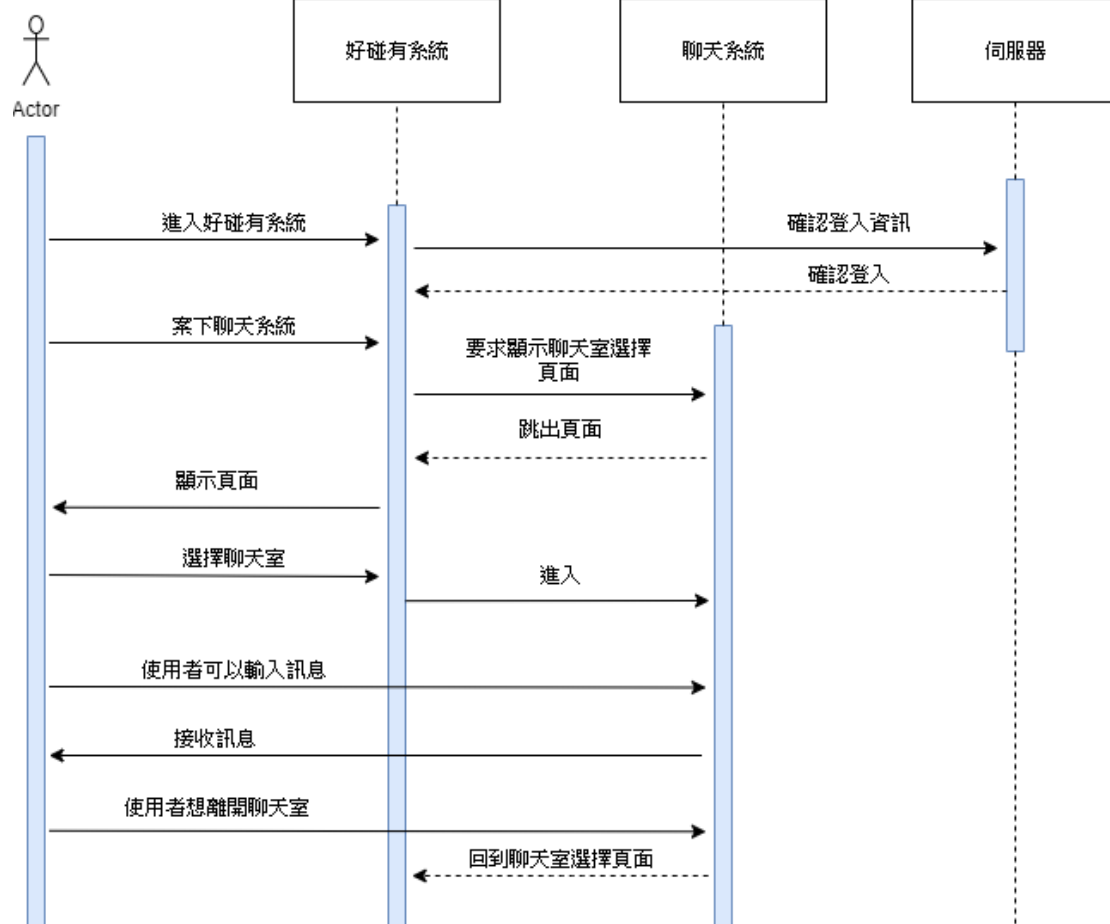 好碰有系統
聊天系統
伺服器
Actor
進入好碰有系統
確認登入資訊
確認登入
案下聊天系統
要求顯示聊天室選擇
頁面
跳出頁面
顯示頁面
選擇聊天室
進入
使用者可以輸入訊息
接收訊息
使用者想離開聊天室
回到聊天室選擇頁面